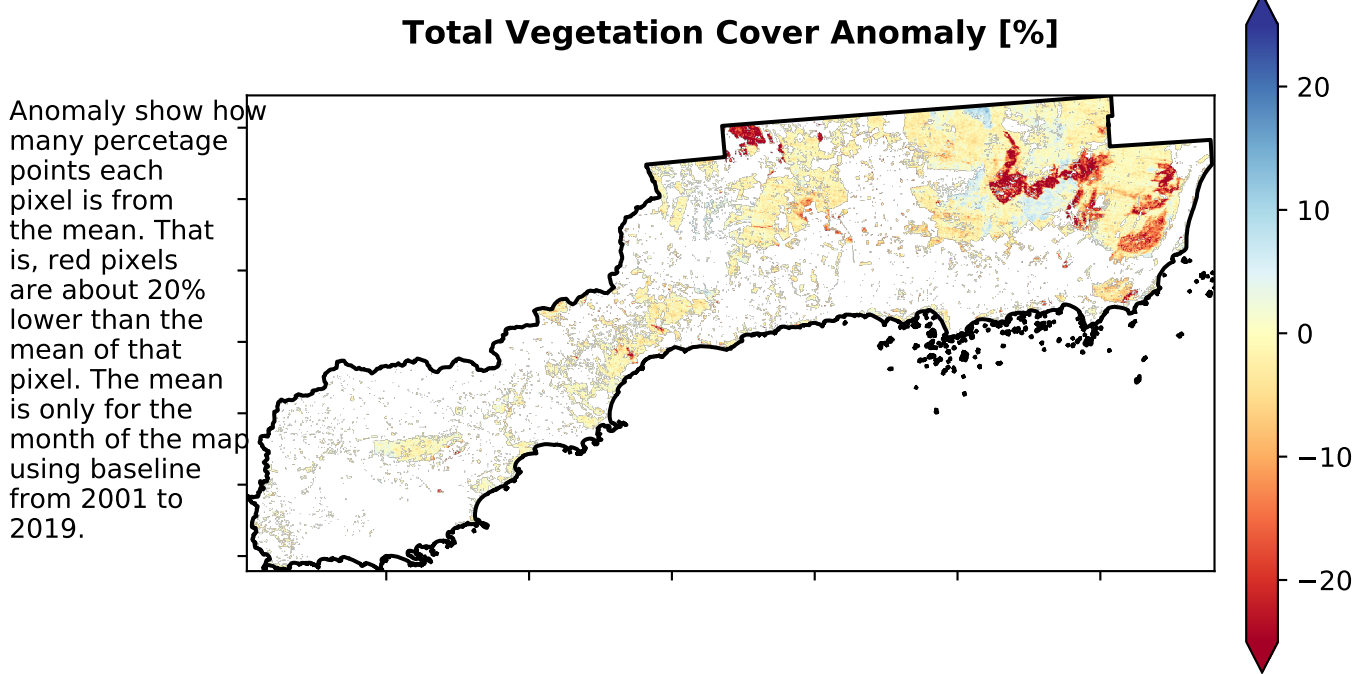 Total Vegetation Cover Anomaly [%]
Anomaly show how
many percetage
points each
pixel is from
the mean. That
is, red pixels
are about 20%
lower than the
mean of that
pixel. The mean
is only for the
month of the map
using baseline
from 2001 to
2019.
20
10
0
−10
−20